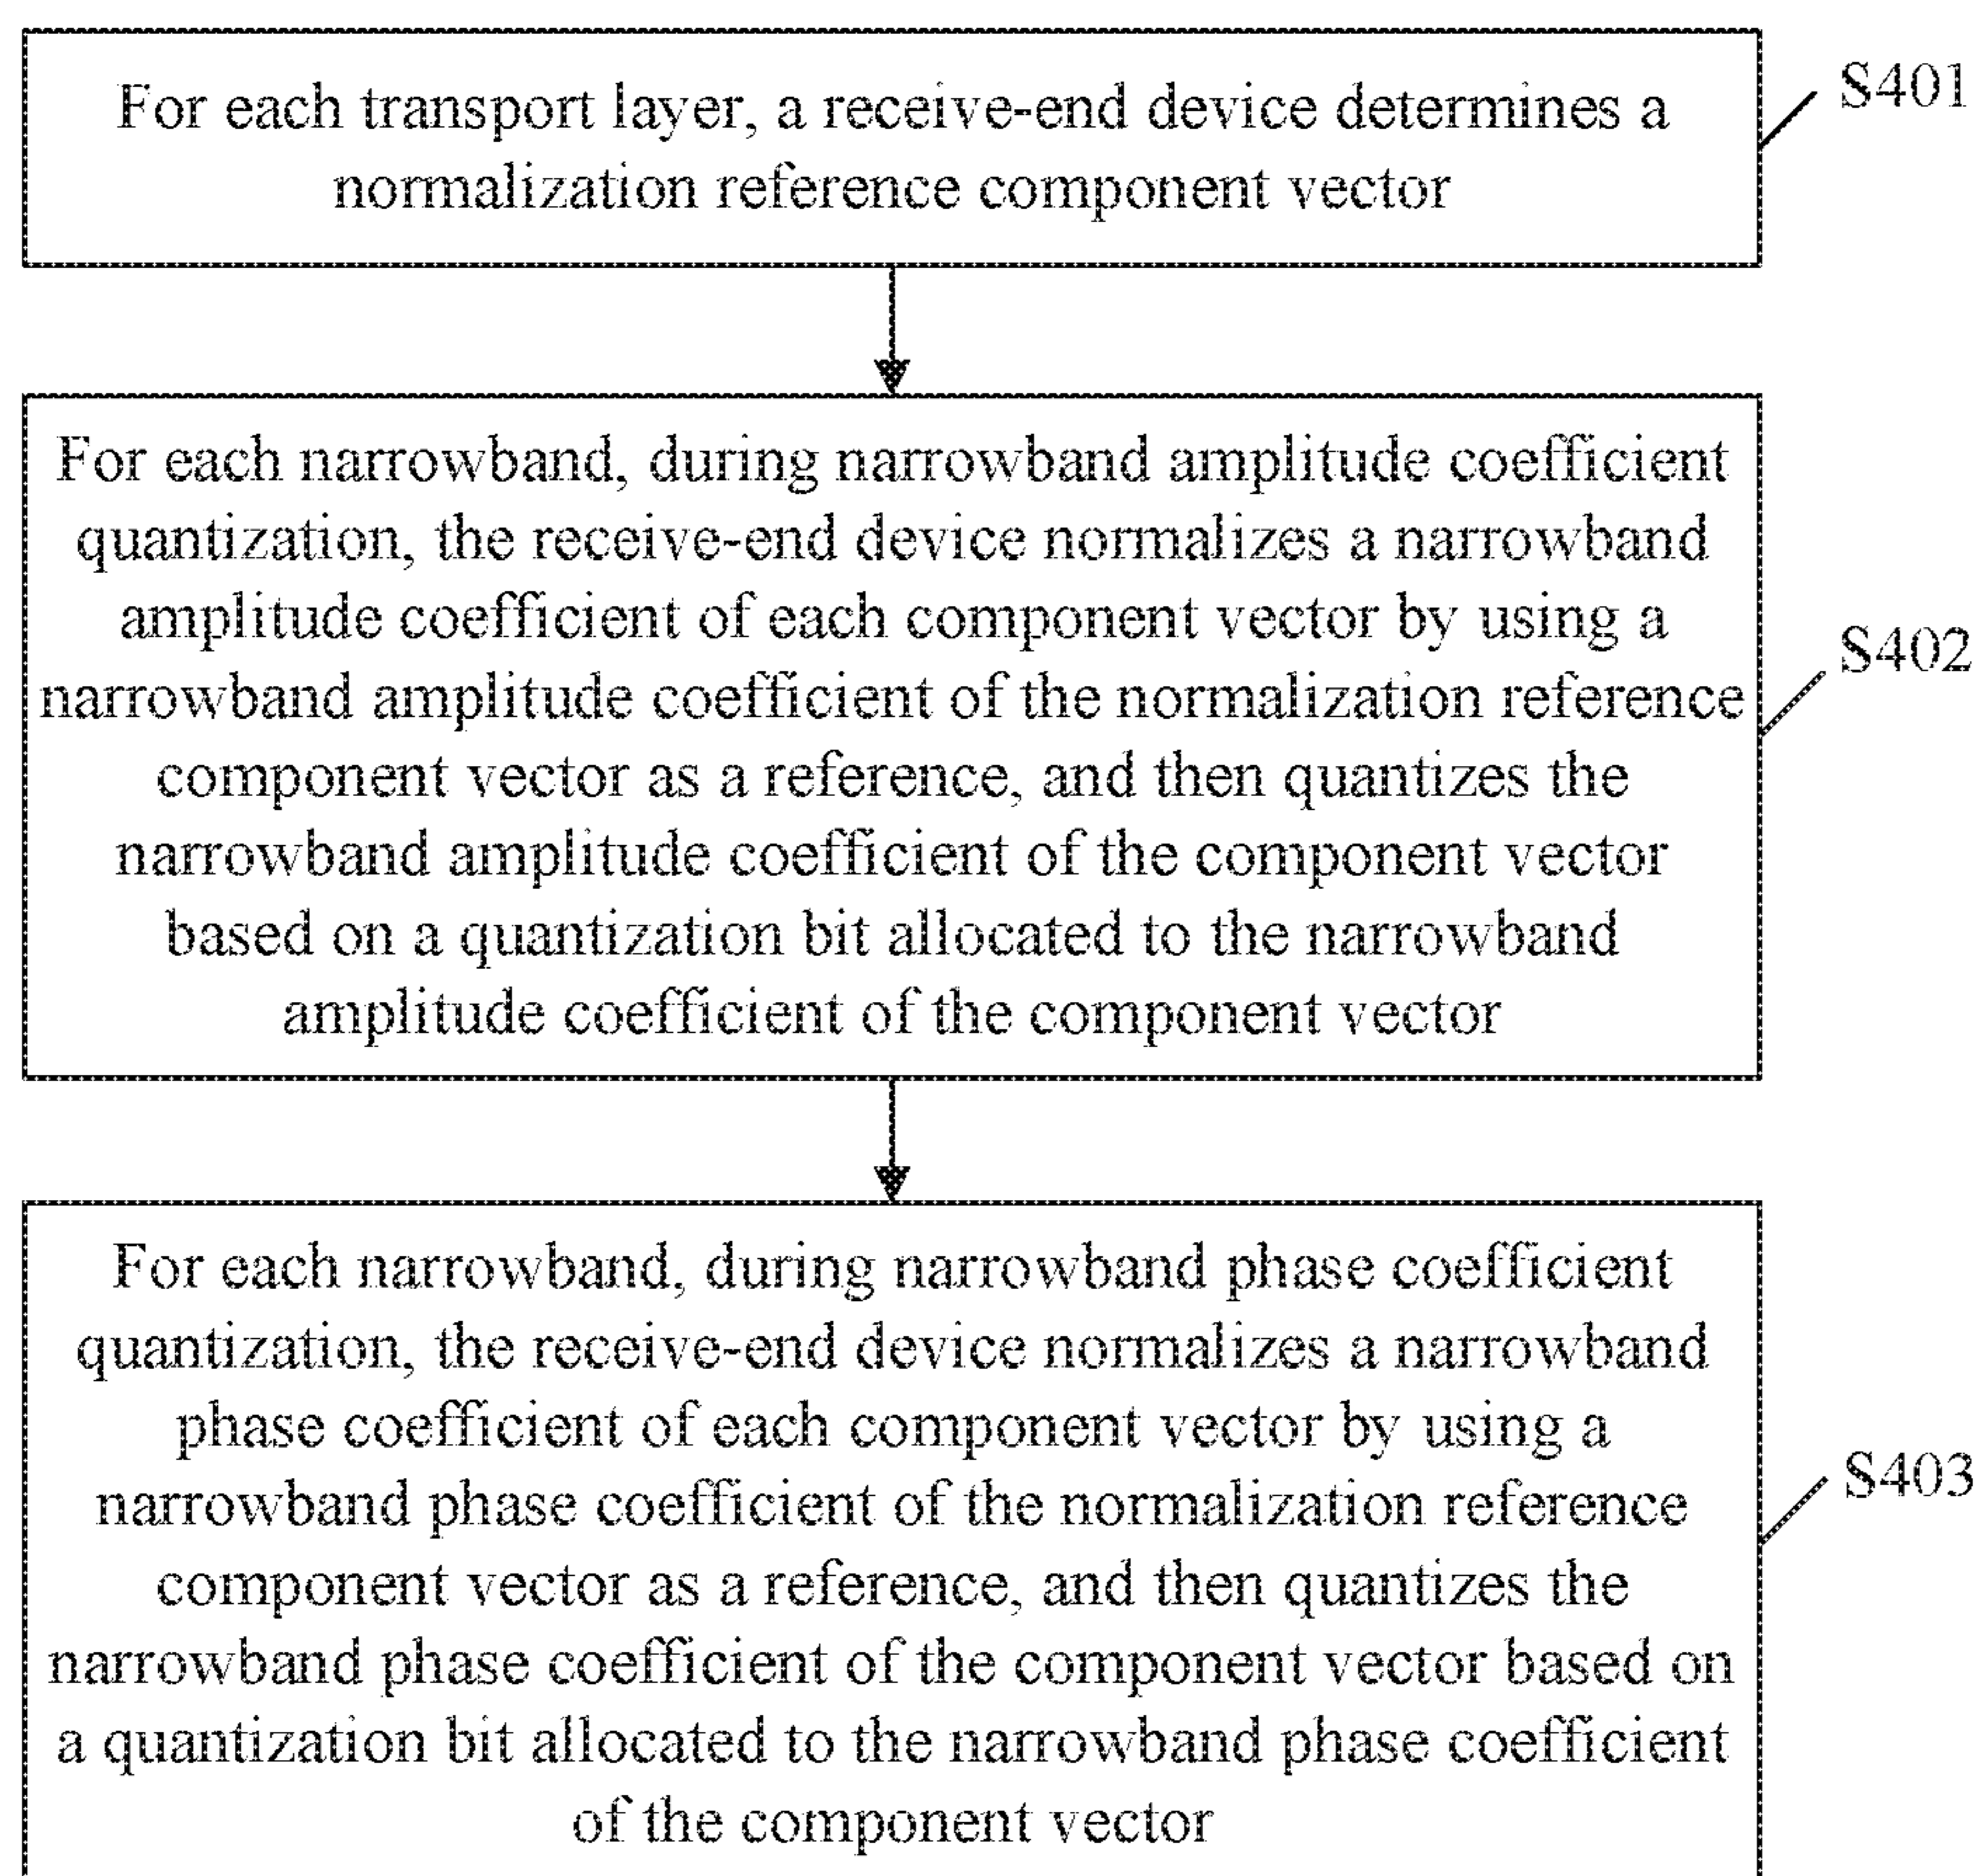 For each transport layer, a receive-end device determines a
normalization reference component vector
S401
For each narrowband, during narrowband amplitude coefficient
quantization, the receive-end device normalizes a narrowband
amplitude coefficient of each component vector by using a
narrowband amplitude coefficient of the normalization reference
component vector as a reference, and then quantizes the
narrowband amplitude coefficient of the component vector
based on a quantization bit allocated to the narrowband
amplitude coefficient of the component vector
S402
For each narrowband, during narrowband phase coefficient
quantization, the receive-end device normalizes a narrowband
phase coefficient of each component vector by using a
narrowband phase coefficient of the normalization reference
component vector as a reference, and then quantizes the
narrowband phase coefficient of the component vector based on
a quantization bit allocated to the narrowband phase coefficient
of the component vector
S403